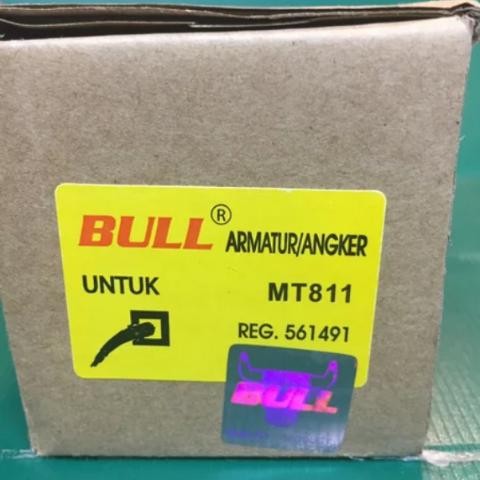 BULL® ARMATUR/ANGKER
UNTUK MT811
REG. 561491
BULL